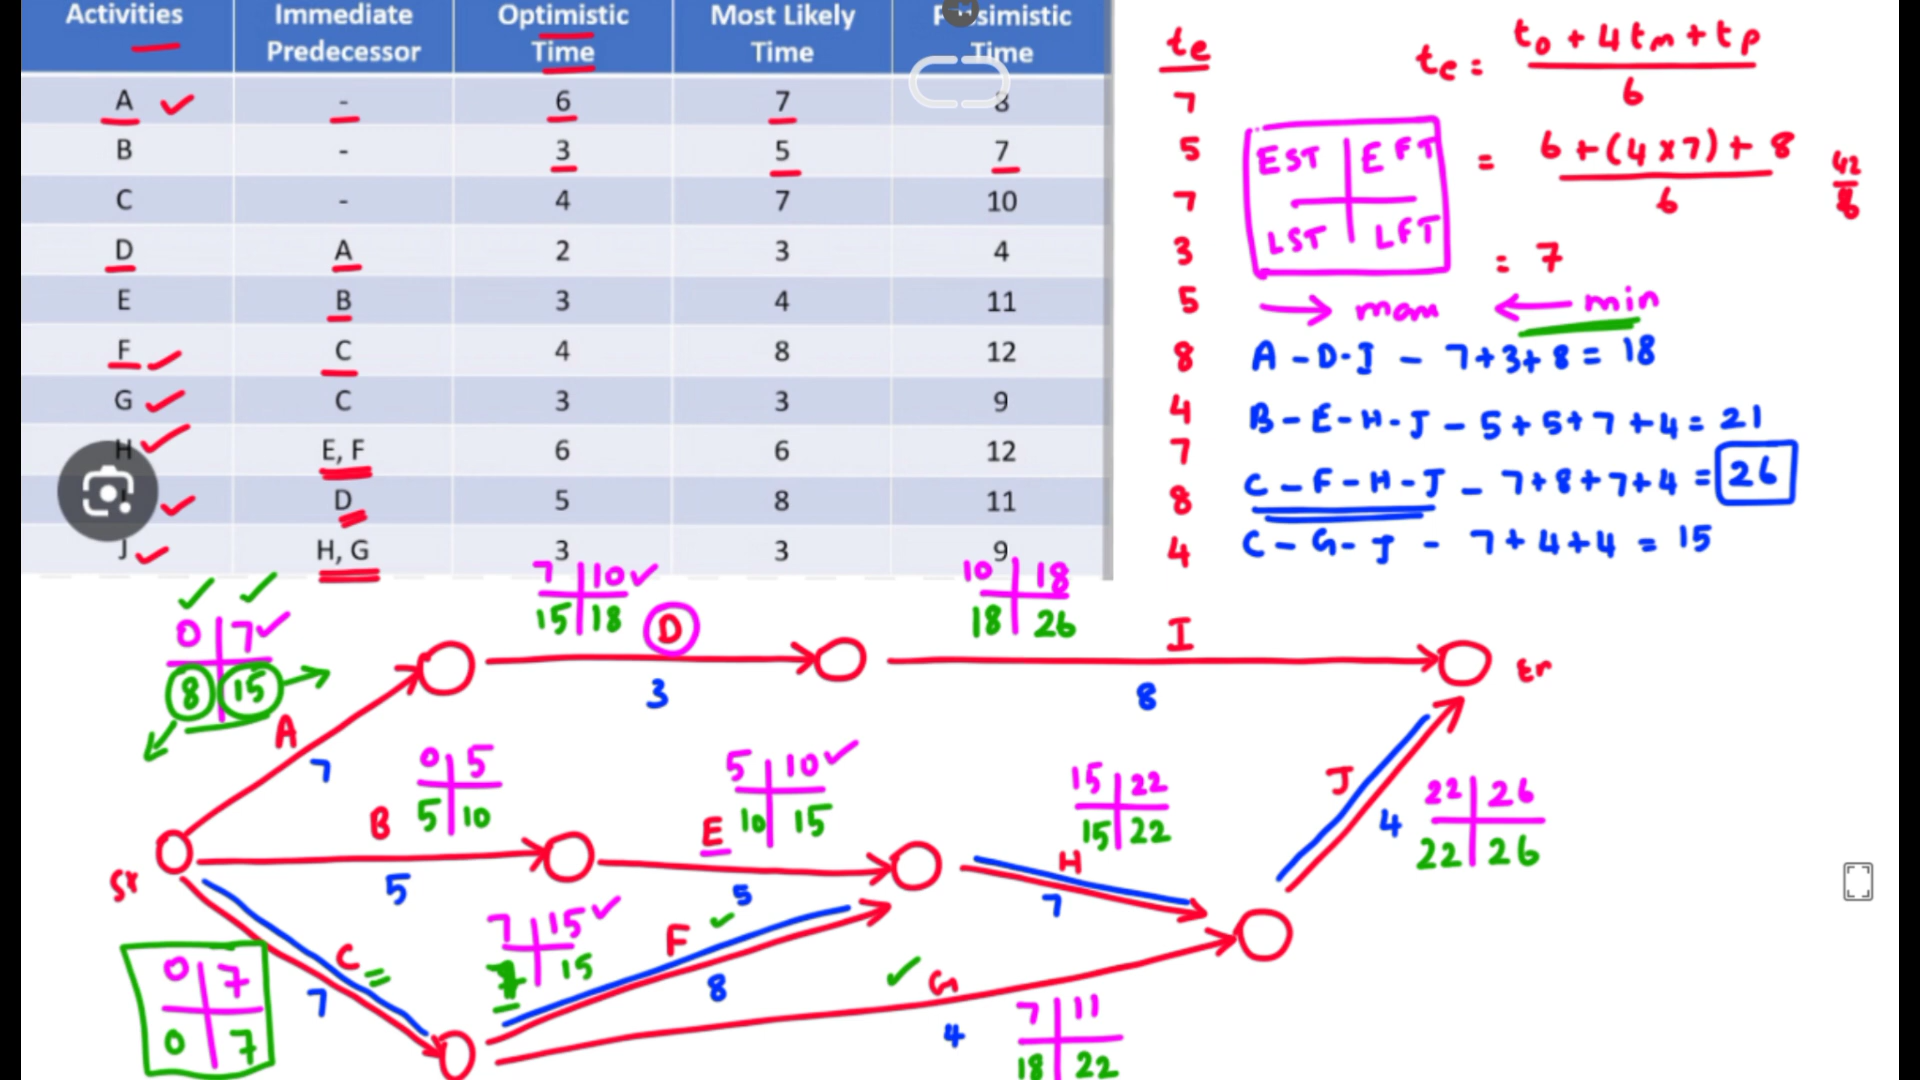 Activities Immediate Predecessor Optimistic Time Most Likely Time Time
A - 6 7 8
B - 3 5 7
C - 4 7 10
D A 2 3 4
E B 3 4 11
F C 4 8 12
G C 3 3 9
H E, F 6 6 12
D 5 8 11
J H, G 3 3 9
te
7
5
7
3
5
8
4
7
8
4
te = to + 4tm + tp
6
EST EFT
LST LFT
= 6 + (4 x 7) + 8
6
42
= 7
→ ← min
A - D - I - 7 + 3 + 8 = 18
B - E - H - J - 5 + 5 + 7 + 4 = 21
C - F - H - J - 7 + 8 + 7 + 4 = 26
C - G - J - 7 + 4 + 4 = 15
0 7
8 15
A
7
7 10
15 18
D
3
10 18
18 26
I
8
En
0 5
5 10
B
5
5 10
10 15
E
5
15 22
15 22
H
7
J
4
22 26
22 26
St
0 7
0 7
C
7
7 15
7 15
F
8
G
4
7 11
18 22